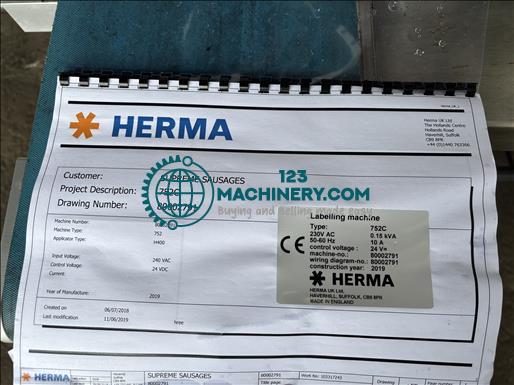 Herma_UK_1
HERMA
Herma UK Ltd
The Hollands Centre
Hollands Road
Haverhill, Suffolk
CB9 8PR
+44 (0)1440 763366
Customer: SUPREME SAUSAGES
Project Description: 752C
Drawing Number: 80002791
123
MACHINERY.COM
Buying and selling made easy
Machine Number:
Machine Type: 752
Applicator Type: H400
Input Voltage: 240 VAC
Control Voltage: 24 VDC
Current:
Year of Manufacture: 2019
Created on 06/07/2018
Last modification 11/06/2019
Labelling machine
Type: 752C
230V AC 0.15 kVA
50-60 Hz 10 A
control voltage : 24 V=
machine-no.: 80002791
wiring diagram-no.: 80002791
construction year: 2019
CE
HERMA
HERMA UK Ltd.
HAVERHILL, SUFFOLK, CB9 8PR
MADE IN ENGLAND
HERMA
SUPREME SAUSAGES
80002791
Title page